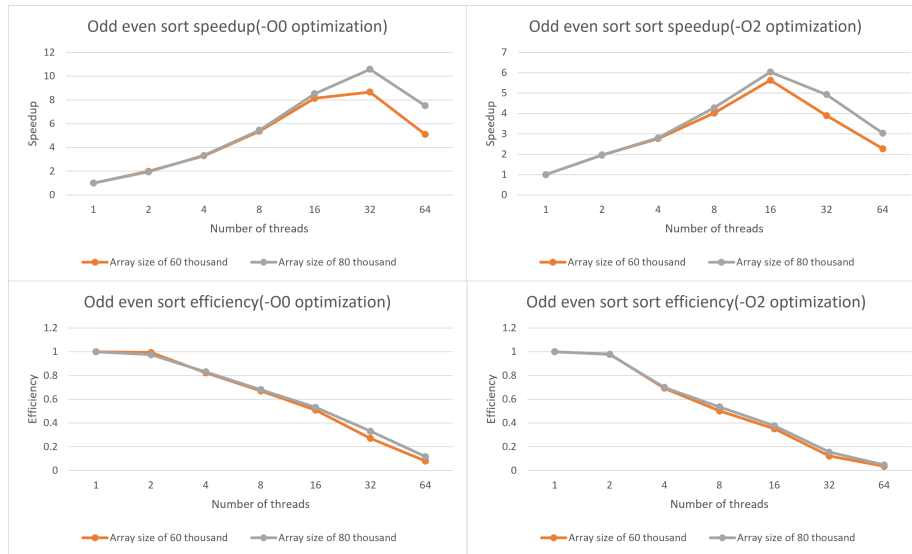 Odd even sort speedup(-O0 optimization)
12
10
8
6
4
2
0
Speedup
1 2 4 8 16 32 64
Number of threads
Array size of 60 thousand Array size of 80 thousand
Odd even sort sort speedup(-O2 optimization)
7
6
5
4
3
2
1
0
Speedup
1 2 4 8 16 32 64
Number of threads
Array size of 60 thousand Array size of 80 thousand
Odd even sort efficiency(-O0 optimization)
1.2
1
0.8
0.6
0.4
0.2
0
Efficiency
1 2 4 8 16 32 64
Number of threads
Array size of 60 thousand Array size of 80 thousand
Odd even sort sort efficiency(-O2 optimization)
1.2
1
0.8
0.6
0.4
0.2
0
Efficiency
1 2 4 8 16 32 64
Number of threads
Array size of 60 thousand Array size of 80 thousand